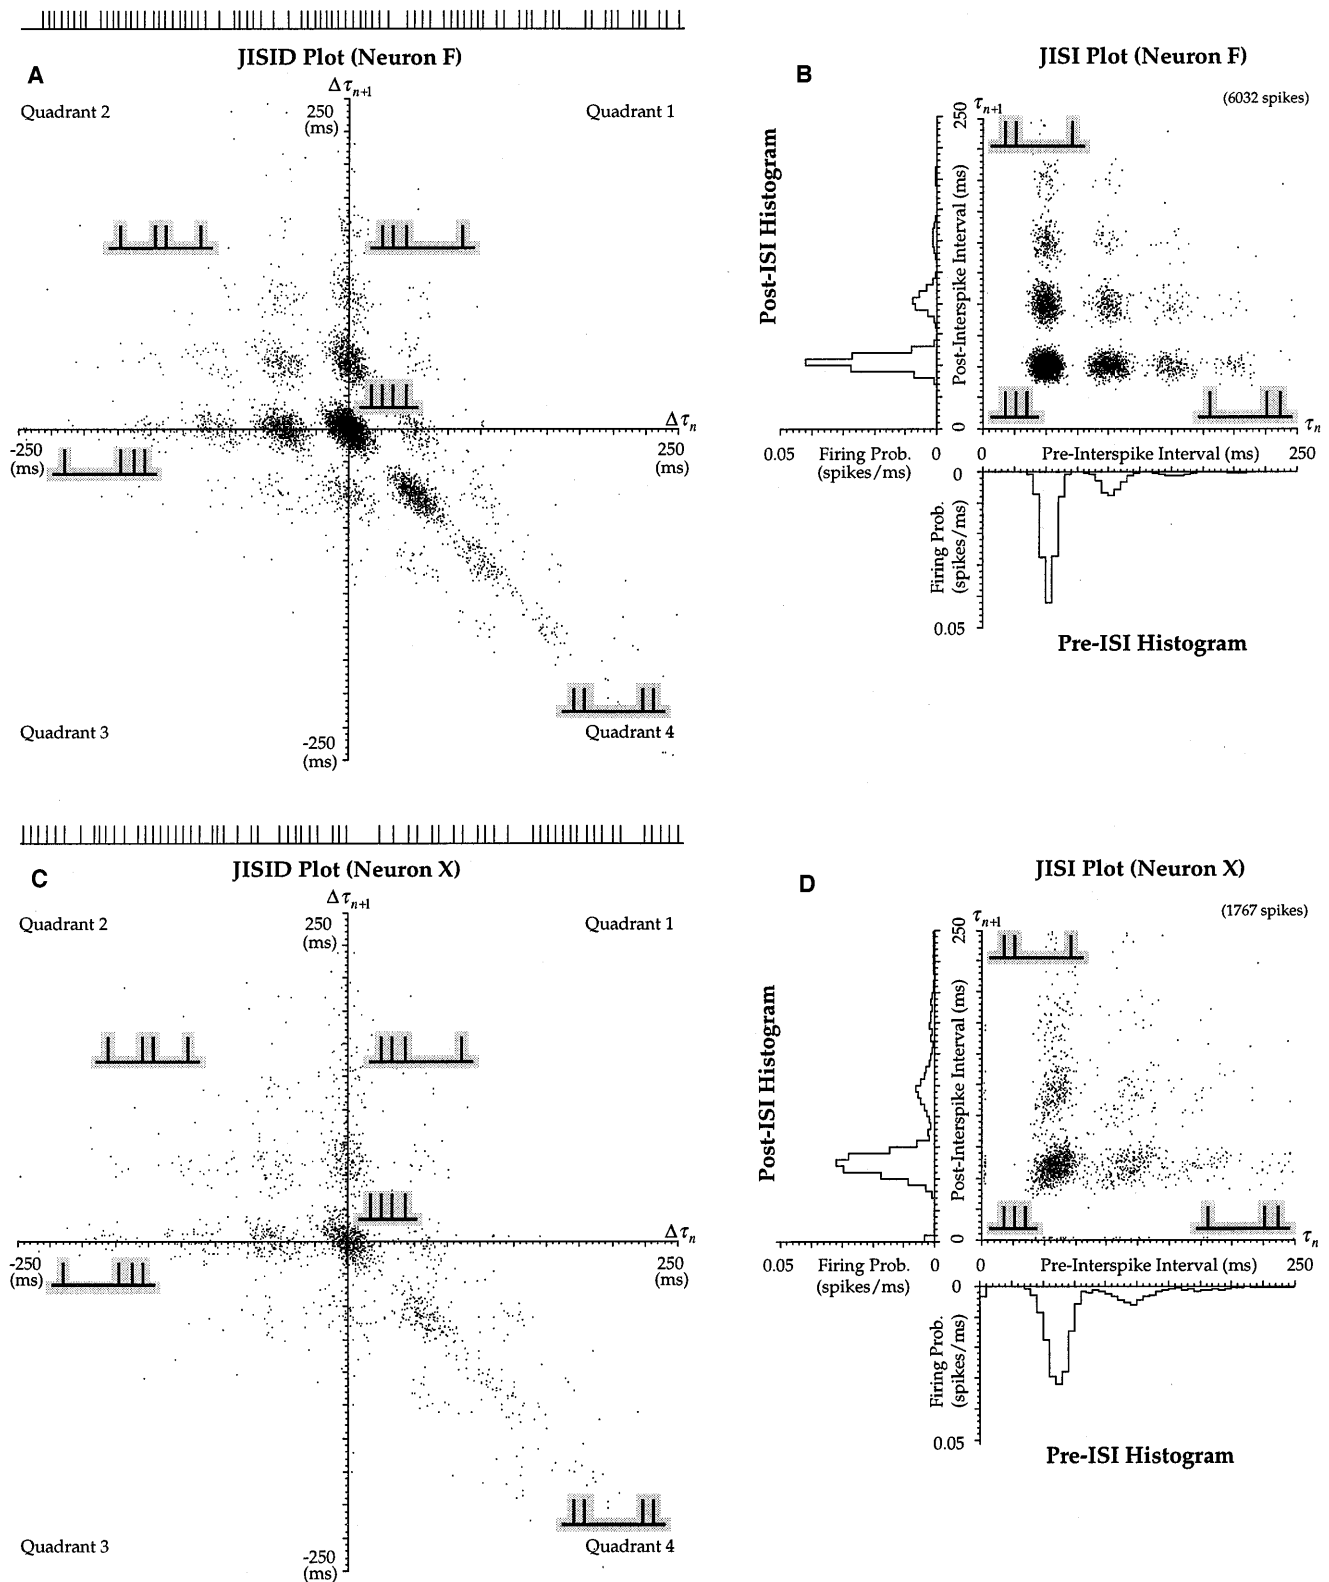 JISID Plot (Neuron F)
A
Δτn+1
250
(ms)
Quadrant 2
Quadrant 1
Δτn
-250
(ms)
250
(ms)
Quadrant 3
-250
(ms)
Quadrant 4
JISI Plot (Neuron F)
B
(6032 spikes)
τn+1
250
Post-Interspike Interval (ms)
0
Post-ISI Histogram
0.05
Firing Prob.
(spikes/ms)
0
τn
0
Pre-Interspike Interval (ms)
250
0
Firing Prob.
(spikes/ms)
0.05
Pre-ISI Histogram
JISID Plot (Neuron X)
C
Δτn+1
250
(ms)
Quadrant 2
Quadrant 1
Δτn
-250
(ms)
250
(ms)
Quadrant 3
-250
(ms)
Quadrant 4
JISI Plot (Neuron X)
D
(1767 spikes)
τn+1
250
Post-Interspike Interval (ms)
0
Post-ISI Histogram
0.05
Firing Prob.
(spikes/ms)
0
τn
0
Pre-Interspike Interval (ms)
250
0
Firing Prob.
(spikes/ms)
0.05
Pre-ISI Histogram